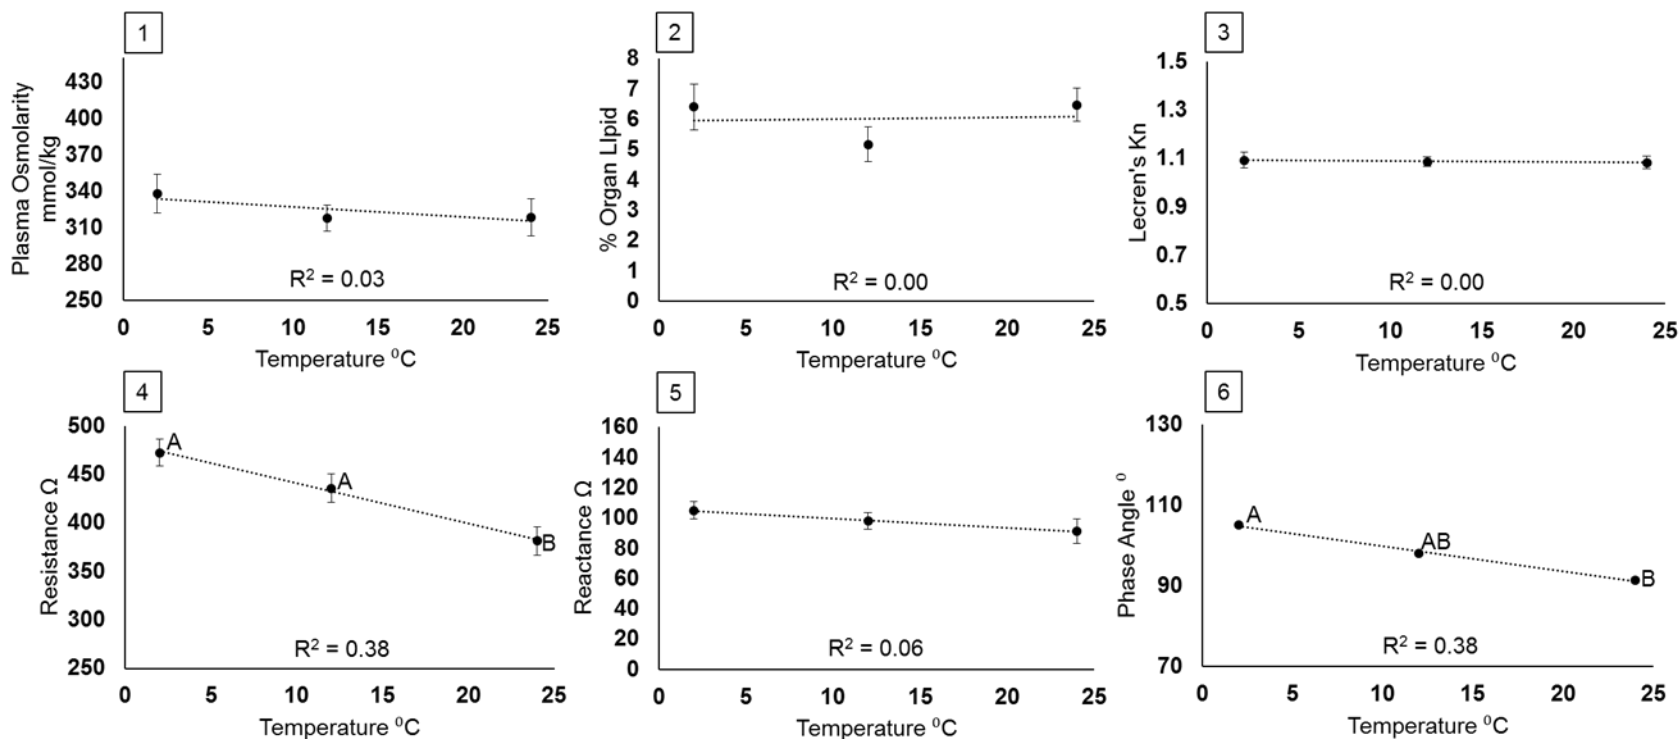 1
Plasma Osmolarity
mmol/kg
430
400
370
340
310
280
250
R² = 0.03
0 5 10 15 20 25
Temperature ⁰C
2
% Organ LIpid
8
7
6
5
4
3
2
1
0
R² = 0.00
0 5 10 15 20 25
Temperature ⁰C
3
Lecren's Kn
1.5
1.3
1.1
0.9
0.7
0.5
R² = 0.00
0 5 10 15 20 25
Temperature ⁰C
4
Resistance Ω
500
450
400
350
300
250
A
A
B
R² = 0.38
0 5 10 15 20 25
Temperature ⁰C
5
Reactance Ω
160
140
120
100
80
60
40
20
0
R² = 0.06
0 5 10 15 20 25
Temperature ⁰C
6
Phase Angle ⁰
130
110
90
70
A
AB
B
R² = 0.38
0 5 10 15 20 25
Temperature ⁰C